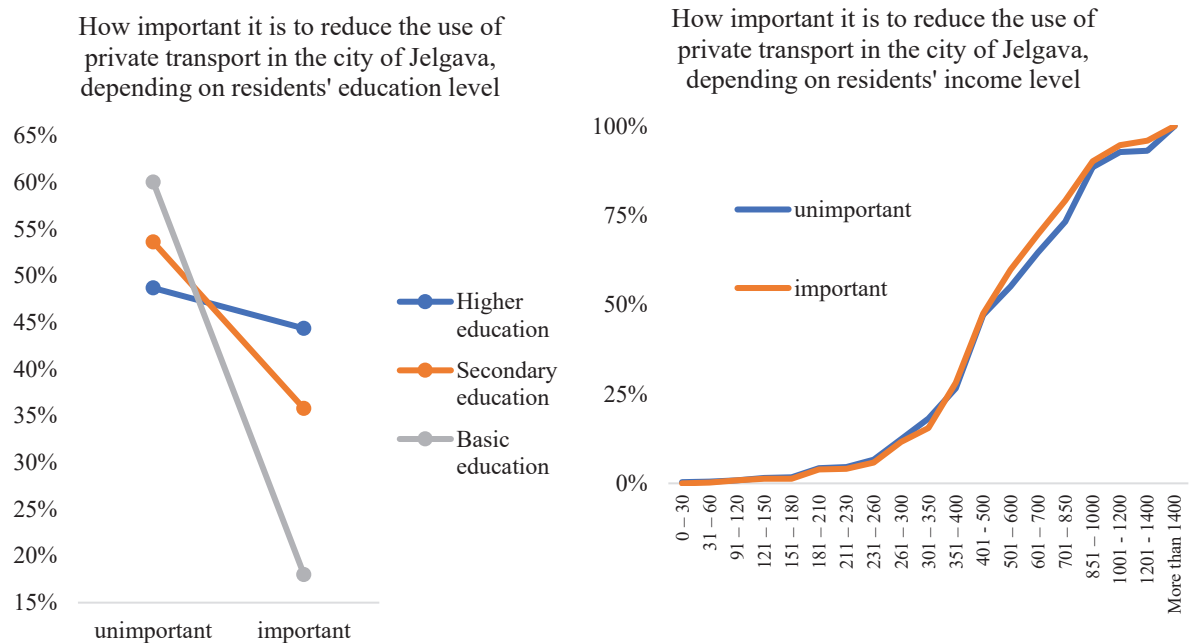 How important it is to reduce the use of
private transport in the city of Jelgava,
depending on residents' education level
65%
60%
55%
50%
45%
40%
35%
30%
25%
20%
15%
unimportant
important
Higher
education
Secondary
education
Basic
education
How important it is to reduce the use of
private transport in the city of Jelgava,
depending on residents' income level
100%
75%
50%
25%
0%
unimportant
important
0 – 30
31 – 60
91 – 120
121 – 150
151 – 180
181 – 210
211 – 230
231 – 260
261 – 300
301 – 350
351 – 400
401 - 500
501 – 600
601 – 700
701 – 850
851 – 1000
1001 - 1200
1201 - 1400
More than 1400